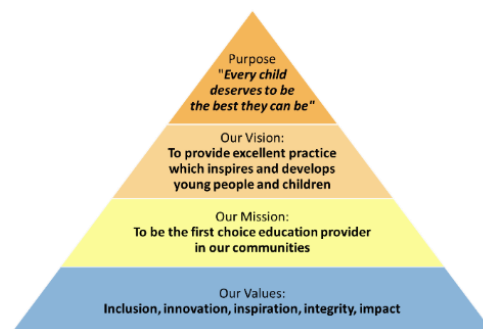 Purpose
"Every child
deserves to be
the best they can be"
Our Vision:
To provide excellent practice
which inspires and develops
young people and children
Our Mission:
To be the first choice education provider
in our communities
Our Values:
Inclusion, innovation, inspiration, integrity, impact